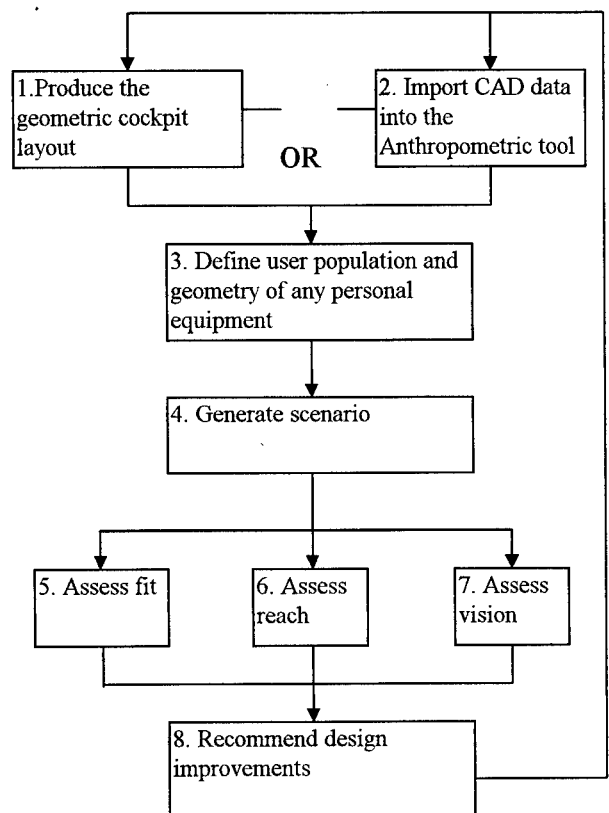 1.Produce the
geometric cockpit
layout
2. Import CAD data
into the
Anthropometric tool
OR
3. Define user population and
geometry of any personal
equipment
4. Generate scenario
5. Assess fit
6. Assess
reach
7. Assess
vision
8. Recommend design
improvements